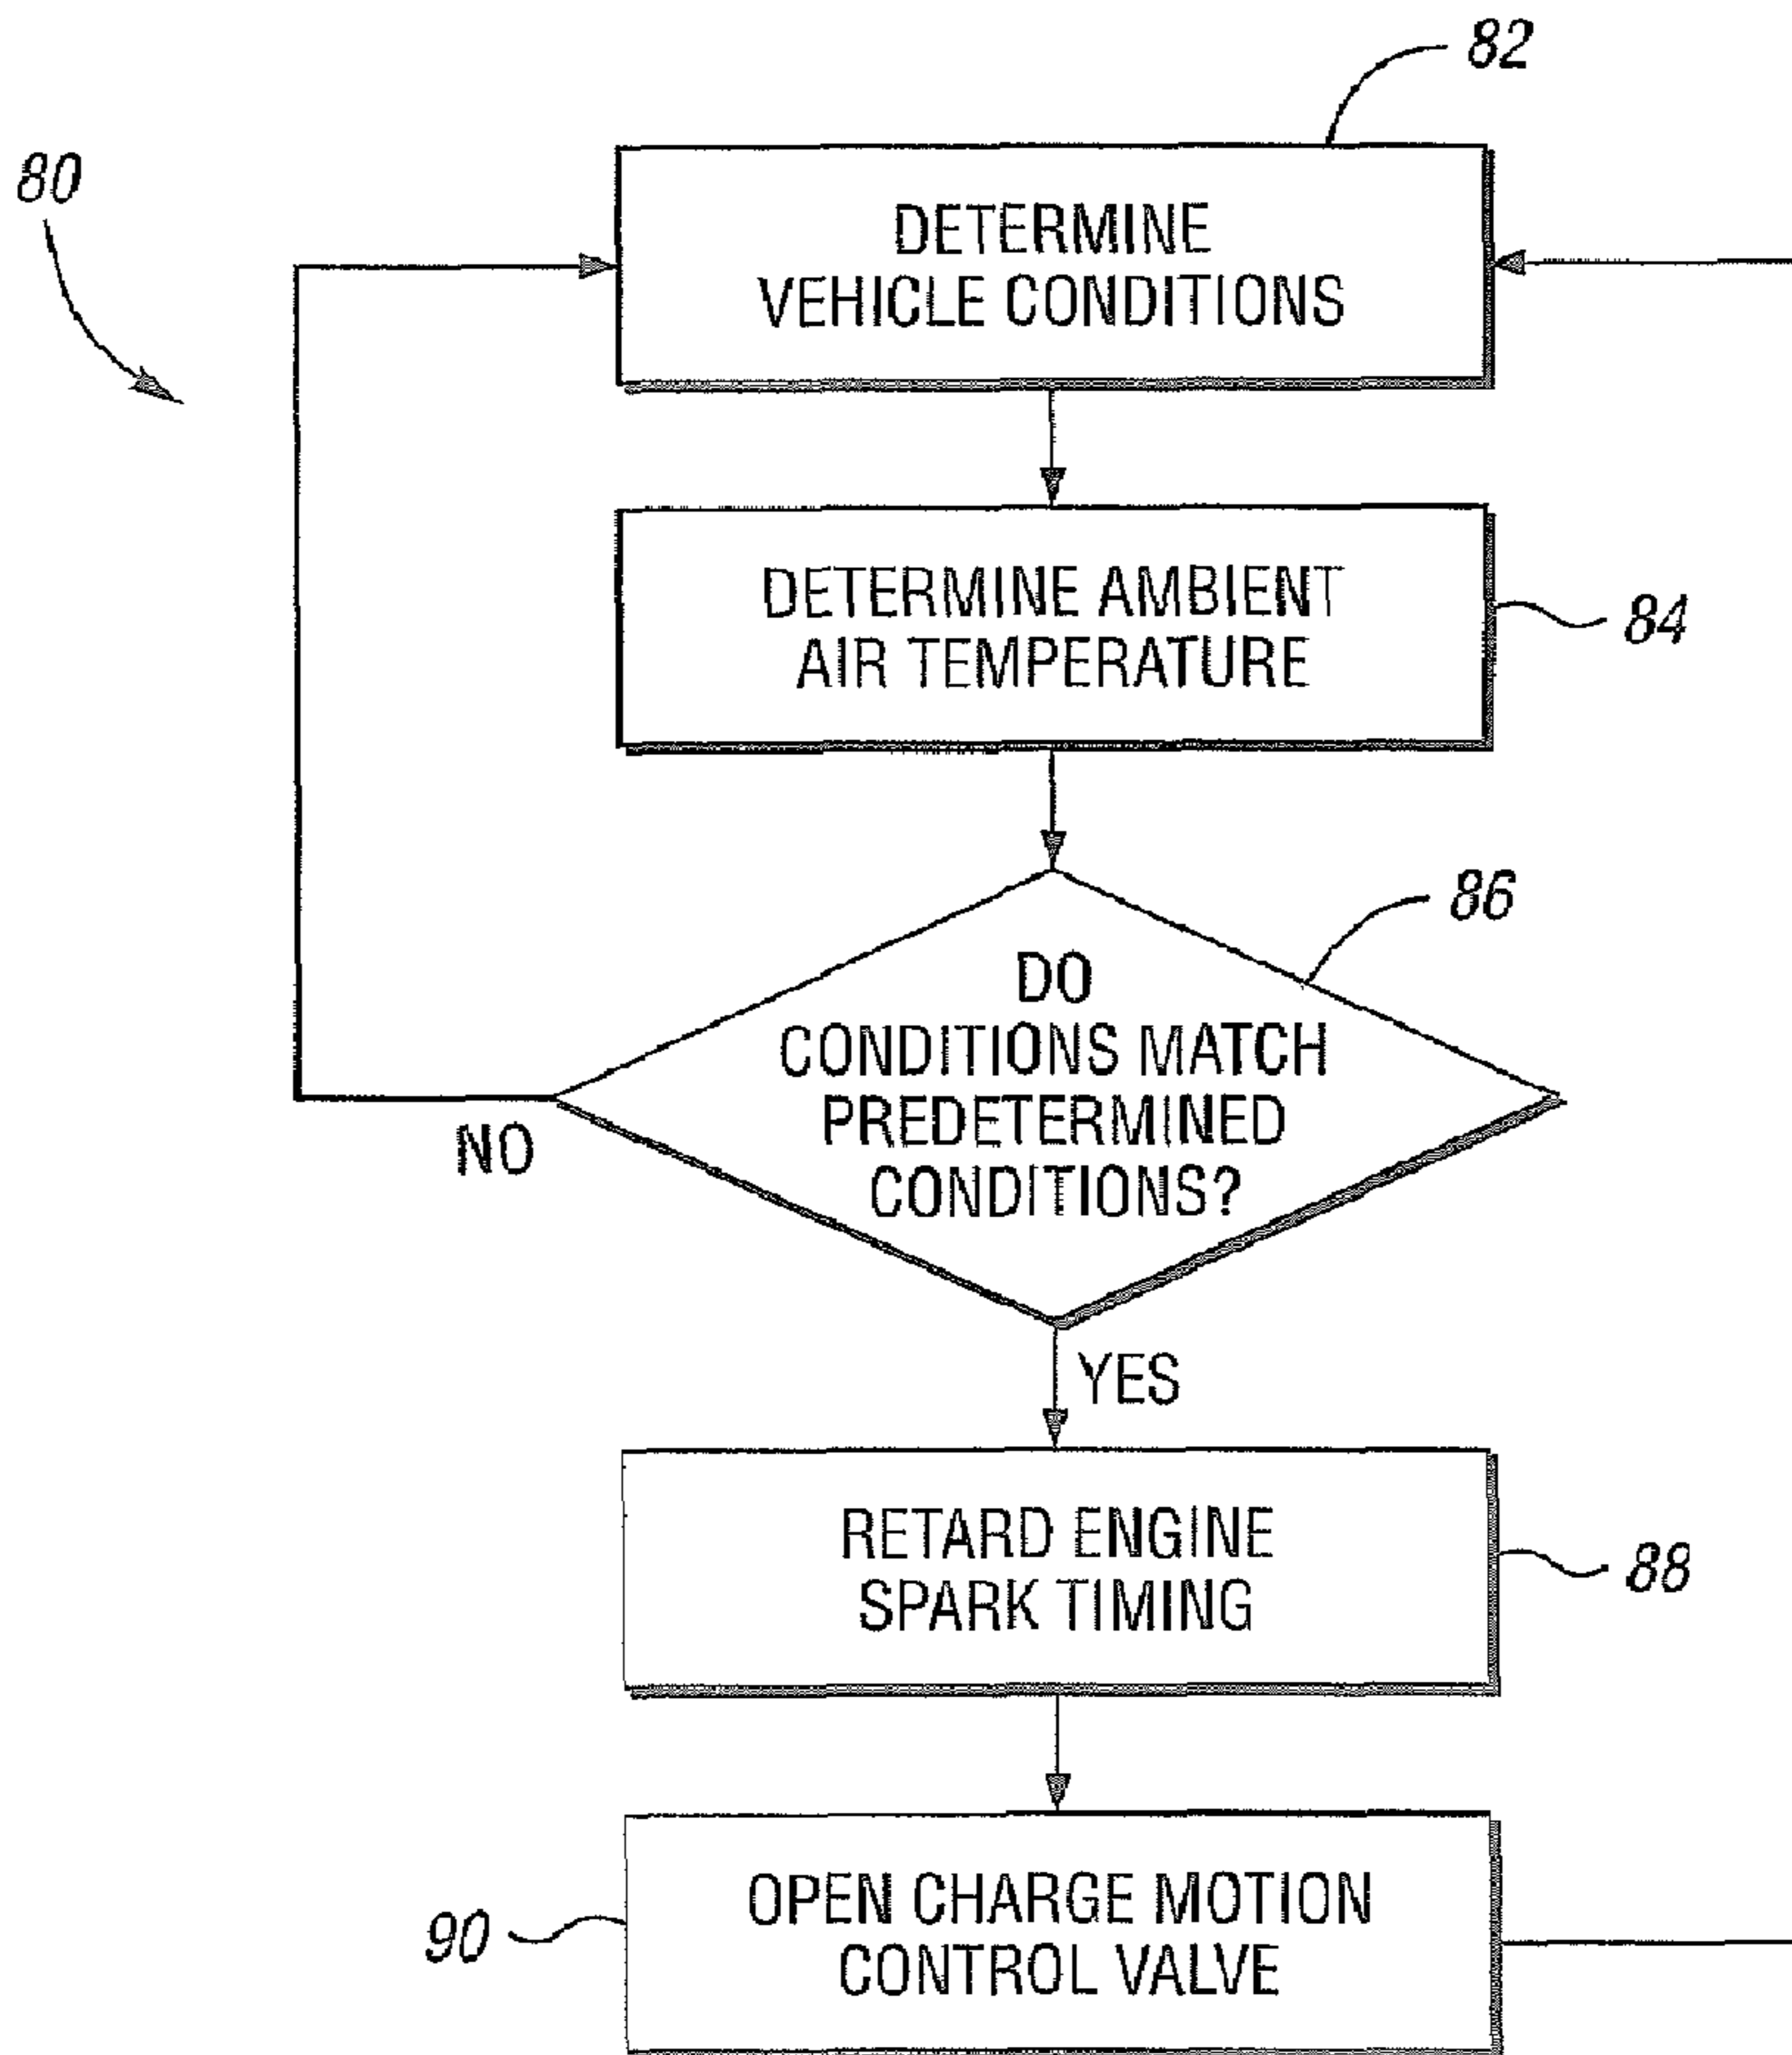 82
80
DETERMINE
VEHICLE CONDITIONS
DETERMINE AMBIENT
AIR TEMPERATURE
84
86
DO
CONDITIONS MATCH
PREDETERMINED
CONDITIONS?
NO
YES
RETARD ENGINE
SPARK TIMING
88
OPEN CHARGE MOTION
CONTROL VALVE
90